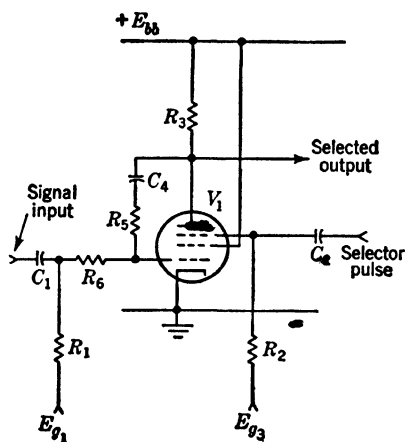 + E_bb
R_3
Selected
output
C_4
V_1
Signal
input
R_5
C_1
R_6
C_2
Selector
pulse
R_1
R_2
E_g1
E_g3